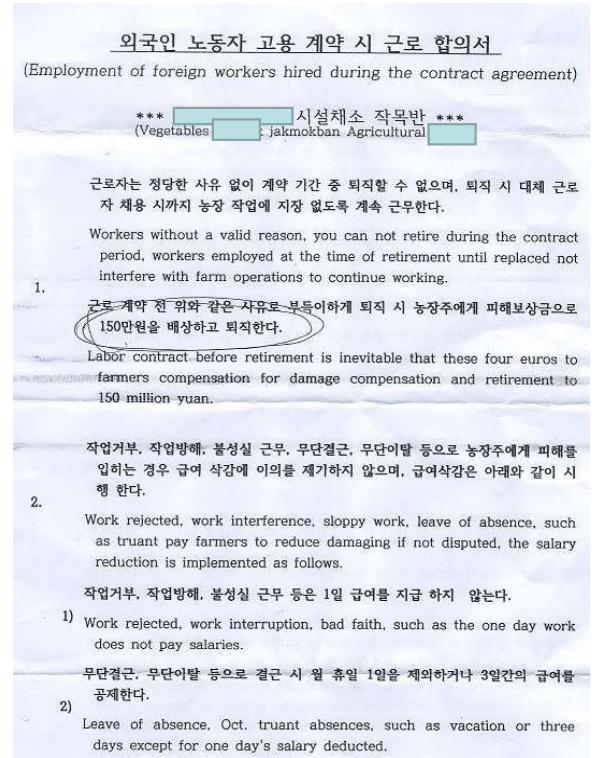 외국인 노동자 고용 계약 시 근로 합의서
(Employment of foreign workers hired during the contract agreement)
*** 시설채소 작목반 ***
(Vegetables jakmokban Agricultural
근로자는 정당한 사유 없이 계약 기간 중 퇴직할 수 없으며, 퇴직 시 대체 근로
자 채용 시까지 농장 작업에 지장 없도록 계속 근무한다.
Workers without a valid reason, you can not retire during the contract
period, workers employed at the time of retirement until replaced not
interfere with farm operations to continue working.
1.
근로 계약 전 위와 같은 사유로 부득이하게 퇴직 시 농장주에게 피해보상금으로
150만원을 배상하고 퇴직한다.
Labor contract before retirement is inevitable that these four euros to
farmers compensation for damage compensation and retirement to
150 million yuan.
작업거부, 작업방해, 불성실 근무, 무단결근, 무단이탈 등으로 농장주에게 피해를
입히는 경우 급여 삭감에 이의를 제기하지 않으며, 급여삭감은 아래와 같이 시
행 한다.
2.
Work rejected, work interference, sloppy work, leave of absence, such
as truant pay farmers to reduce damaging if not disputed, the salary
reduction is implemented as follows.
작업거부, 작업방해, 불성실 근무 등은 1일 급여를 지급 하지 않는다.
1) Work rejected, work interruption, bad faith, such as the one day work
does not pay salaries.
무단결근, 무단이탈 등으로 결근 시 월 휴일 1일을 제외하거나 3일간의 급여를
공제한다.
2)
Leave of absence, Oct. truant absences, such as vacation or three
days except for one day's salary deducted.